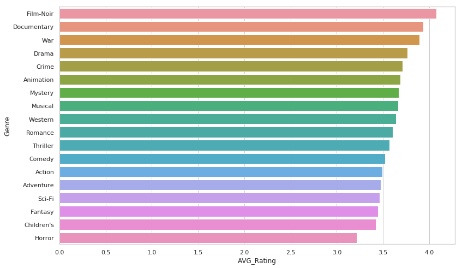 Film-Noir
Documentary
War
Drama
Crime
Animation
Mystery
Musical
Western
Romance
Thriller
Comedy
Action
Adventure
Sci-Fi
Fantasy
Children's
Horror
Genre
0.0 0.5 1.0 1.5 2.0 2.5 3.0 3.5 4.0
AVG_Rating